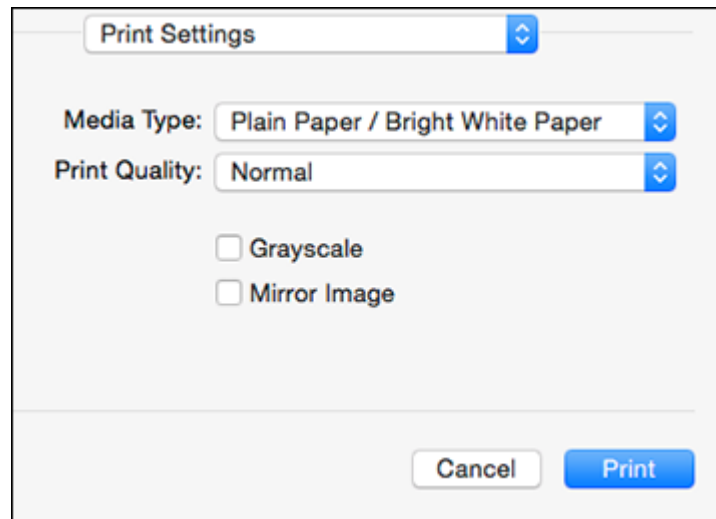 Print Settings
Media Type: Plain Paper / Bright White Paper
Print Quality: Normal
Grayscale
Mirror Image
Cancel Print